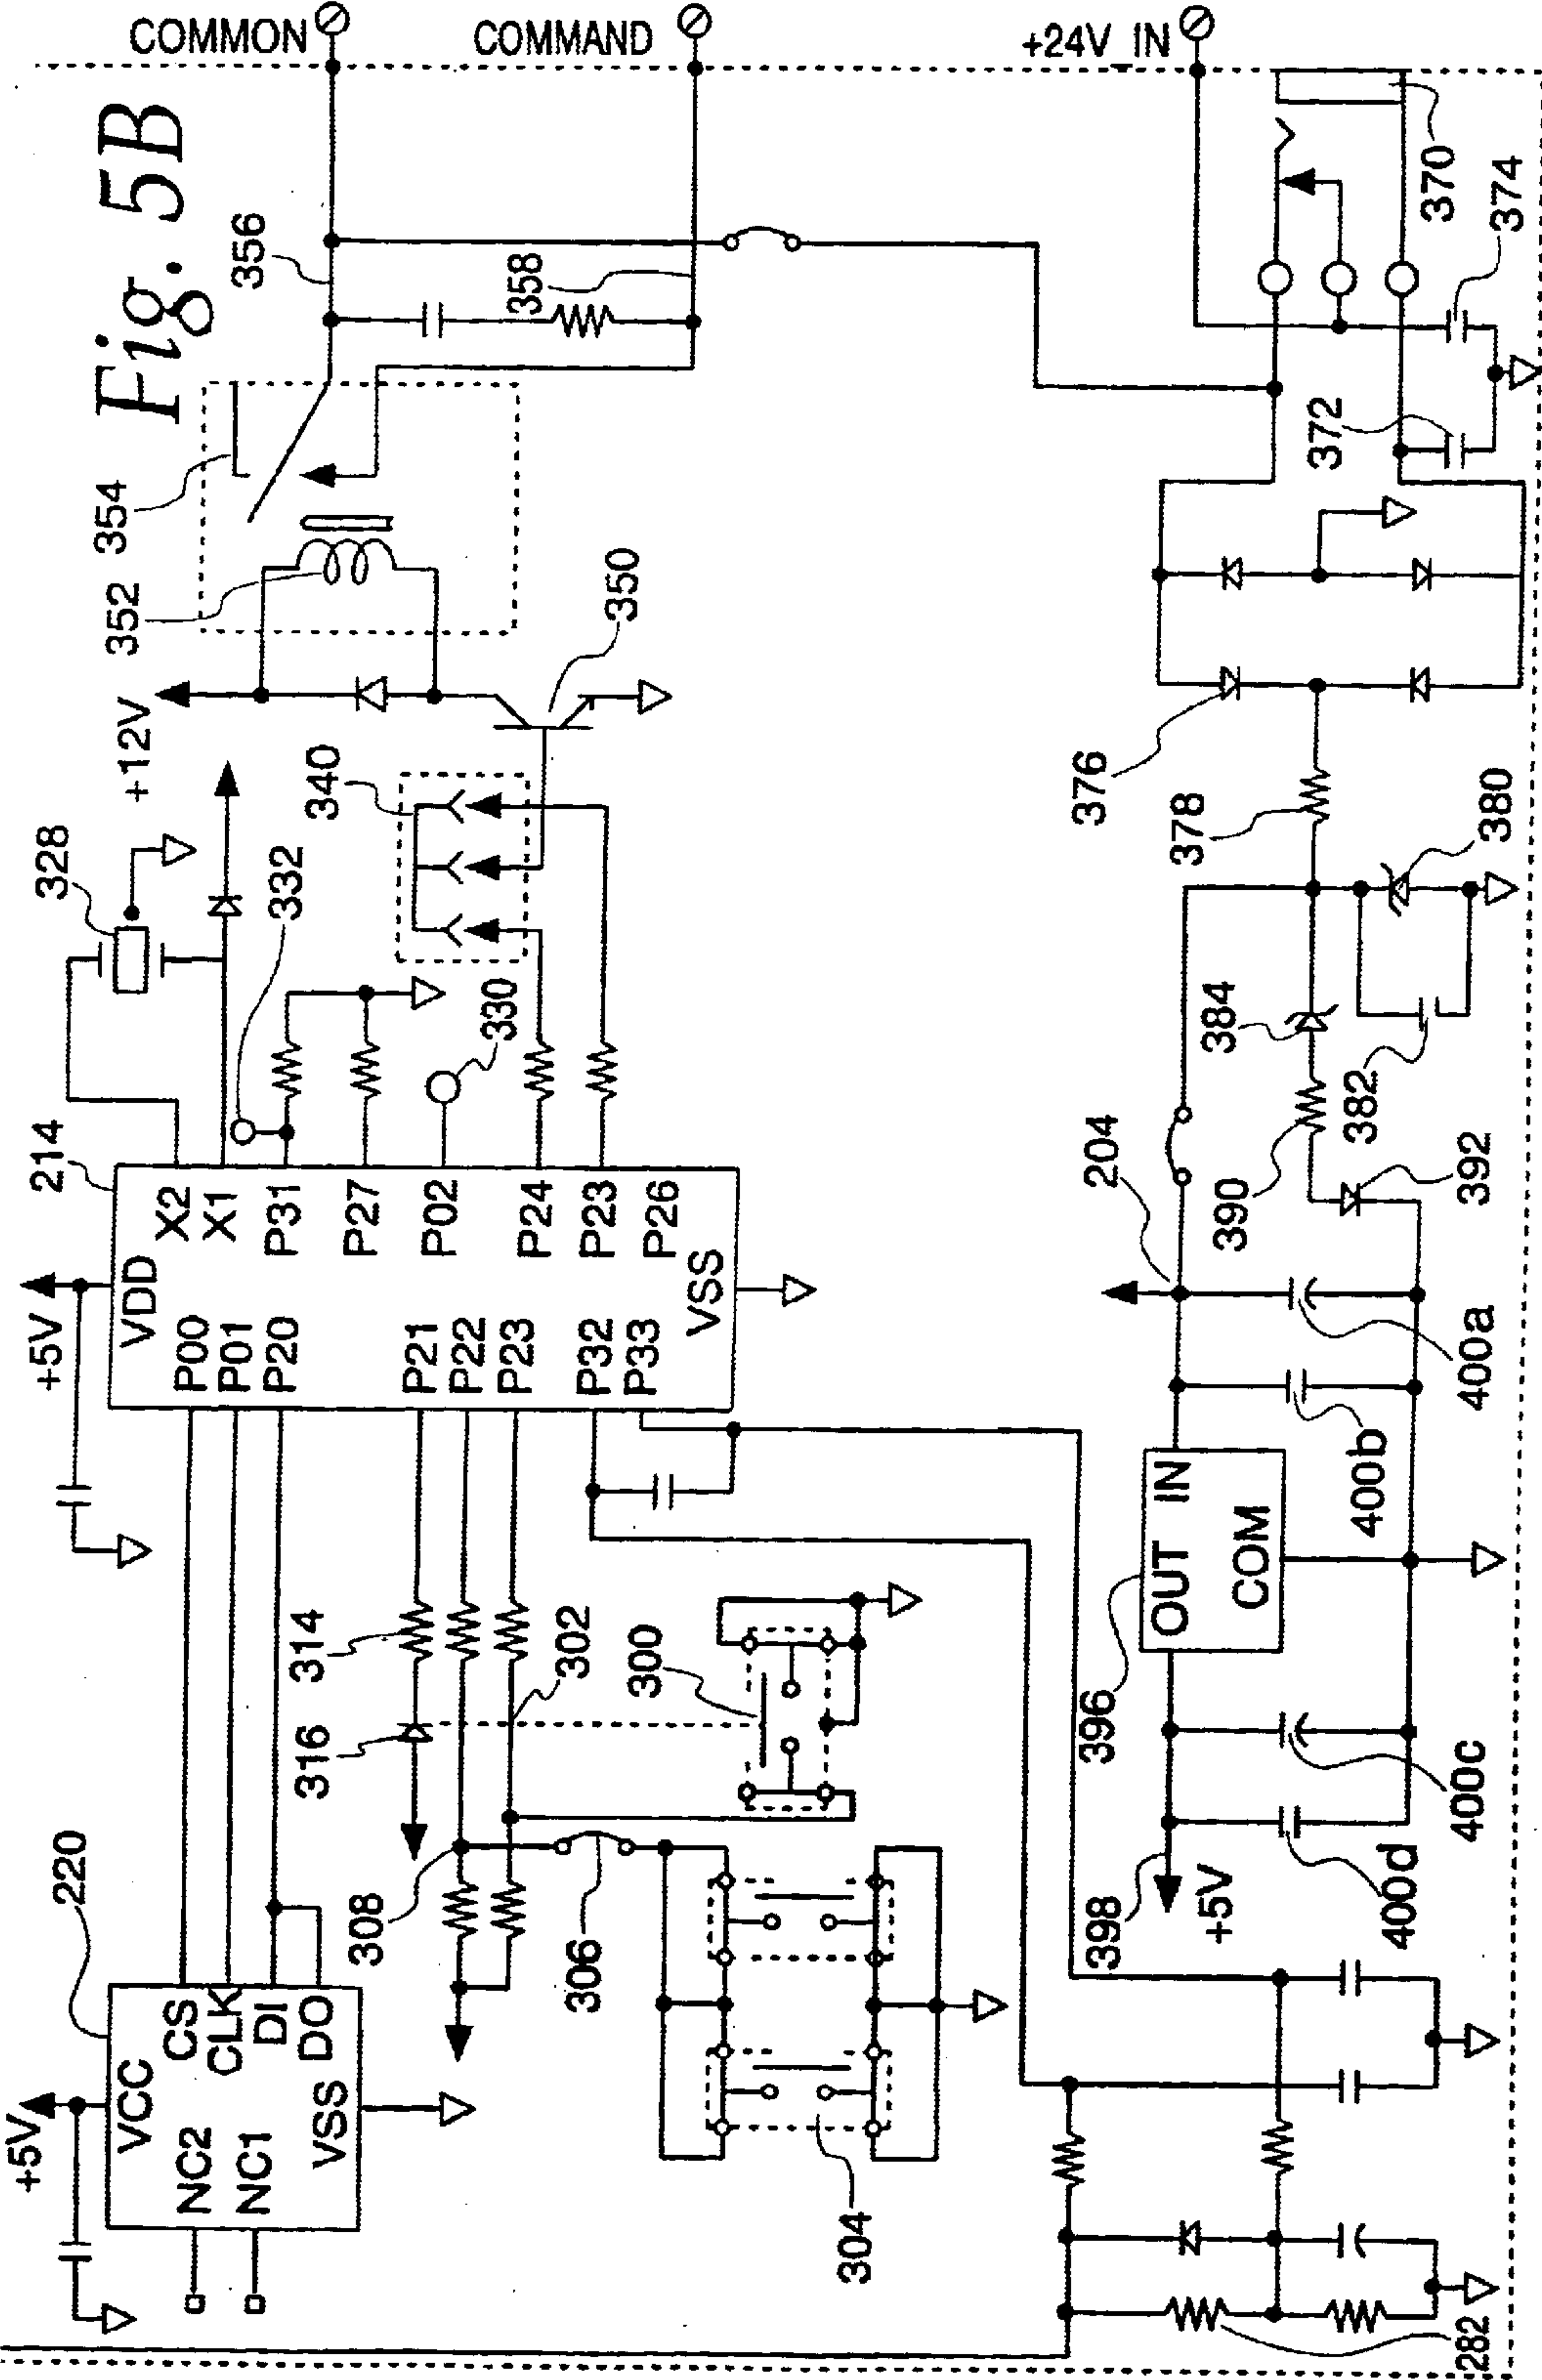 Fig. 5B
COMMON
COMMAND
+24V_IN
356
358
354
352
350
+12V
340
328
332
330
370
374
372
376
378
380
384
382
390
392
204
214
+5V
VDD
X2
X1
P31
P27
P02
P24
P23
P26
VSS
P00
P01
P20
P21
P22
P23
P32
P33
314
316
302
300
308
306
304
220
+5V
VCC
CS
CLK
DI
DO
NC2
NC1
VSS
396
OUT
IN
COM
400a
400b
400c
400d
398
+5V
282